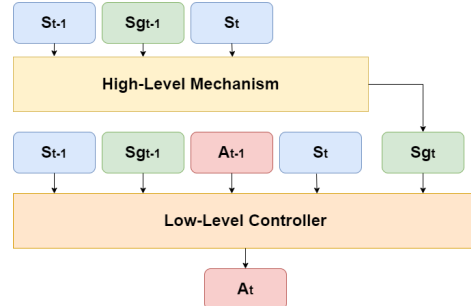 St-1 Sgt-1 St
High-Level Mechanism
St-1 Sgt-1 At-1 St Sgt
Low-Level Controller
At